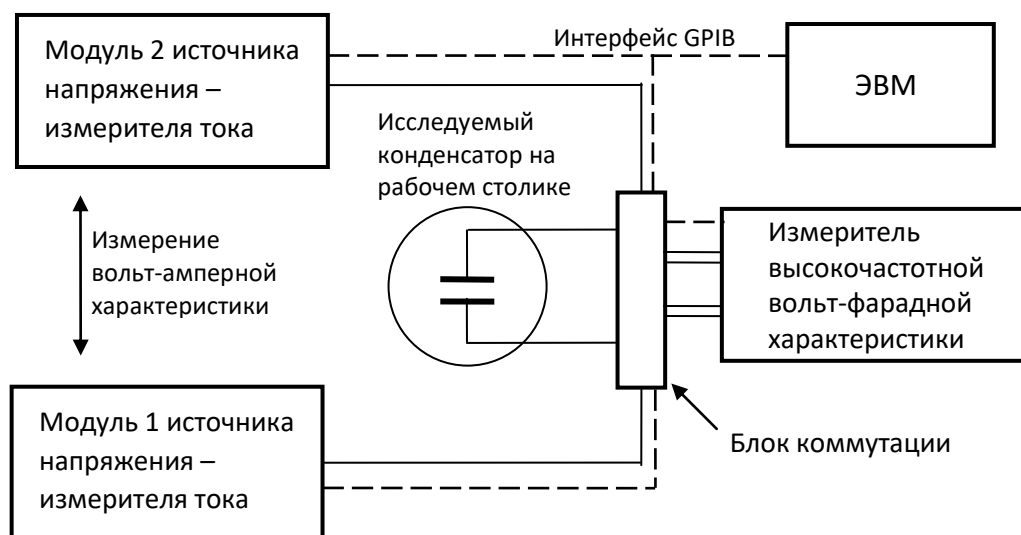 Модуль 2 источника
напряжения –
измерителя тока
Интерфейс GPIB
ЭВМ
Исследуемый
конденсатор на
рабочем столике
Измерение
вольт-амперной
характеристики
Измеритель
высокочастотной
вольт-фарадной
характеристики
Модуль 1 источника
напряжения –
измерителя тока
Блок коммутации